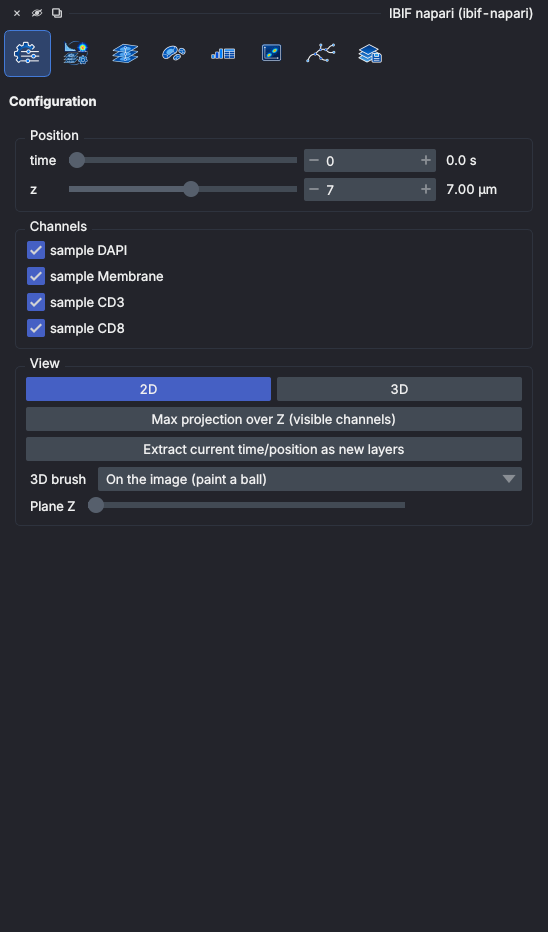 IBIF napari (ibif-napari)
Configuration
Position
time 0 0.0 s
z 7 7.00 µm
Channels
sample DAPI
sample Membrane
sample CD3
sample CD8
View
2D 3D
Max projection over Z (visible channels)
Extract current time/position as new layers
3D brush On the image (paint a ball)
Plane Z